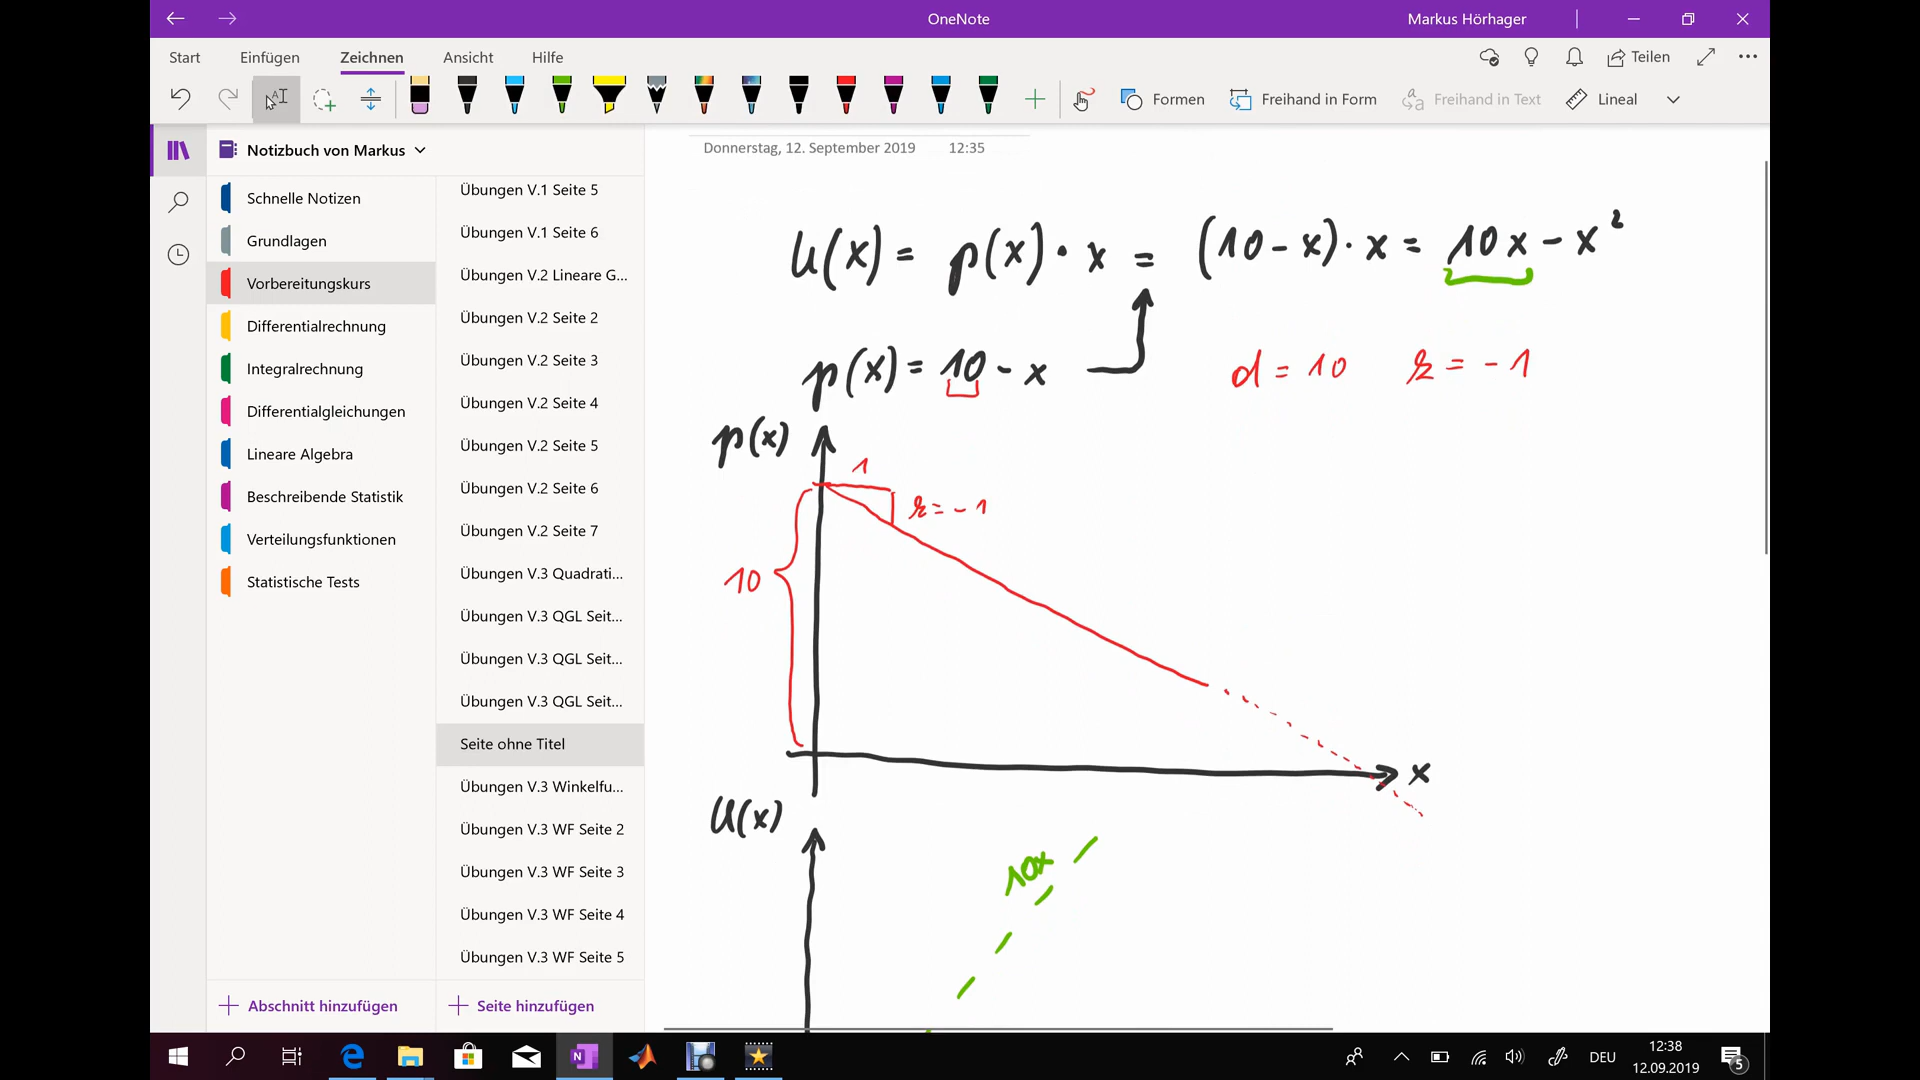 OneNote
Markus Hörhager
Start Einfügen Zeichnen Ansicht Hilfe
Teilen
Formen Freihand in Form Freihand in Text Lineal
Notizbuch von Markus
Schnelle Notizen
Grundlagen
Vorbereitungskurs
Differentialrechnung
Integralrechnung
Differentialgleichungen
Lineare Algebra
Beschreibende Statistik
Verteilungsfunktionen
Statistische Tests
Abschnitt hinzufügen
Übungen V.1 Seite 5
Übungen V.1 Seite 6
Übungen V.2 Lineare G...
Übungen V.2 Seite 2
Übungen V.2 Seite 3
Übungen V.2 Seite 4
Übungen V.2 Seite 5
Übungen V.2 Seite 6
Übungen V.2 Seite 7
Übungen V.3 Quadrati...
Übungen V.3 QGL Seit...
Übungen V.3 QGL Seit...
Übungen V.3 QGL Seit...
Seite ohne Titel
Übungen V.3 Winkelfu...
Übungen V.3 WF Seite 2
Übungen V.3 WF Seite 3
Übungen V.3 WF Seite 4
Übungen V.3 WF Seite 5
Seite hinzufügen
Donnerstag, 12. September 2019 12:35
U(x) = p(x) · x = (10 - x) · x = 10x - x²
p(x) = 10 - x
d = 10 k = -1
p(x)
1
k = -1
10
x
U(x)
10x
DEU
12:38
12.09.2019
5